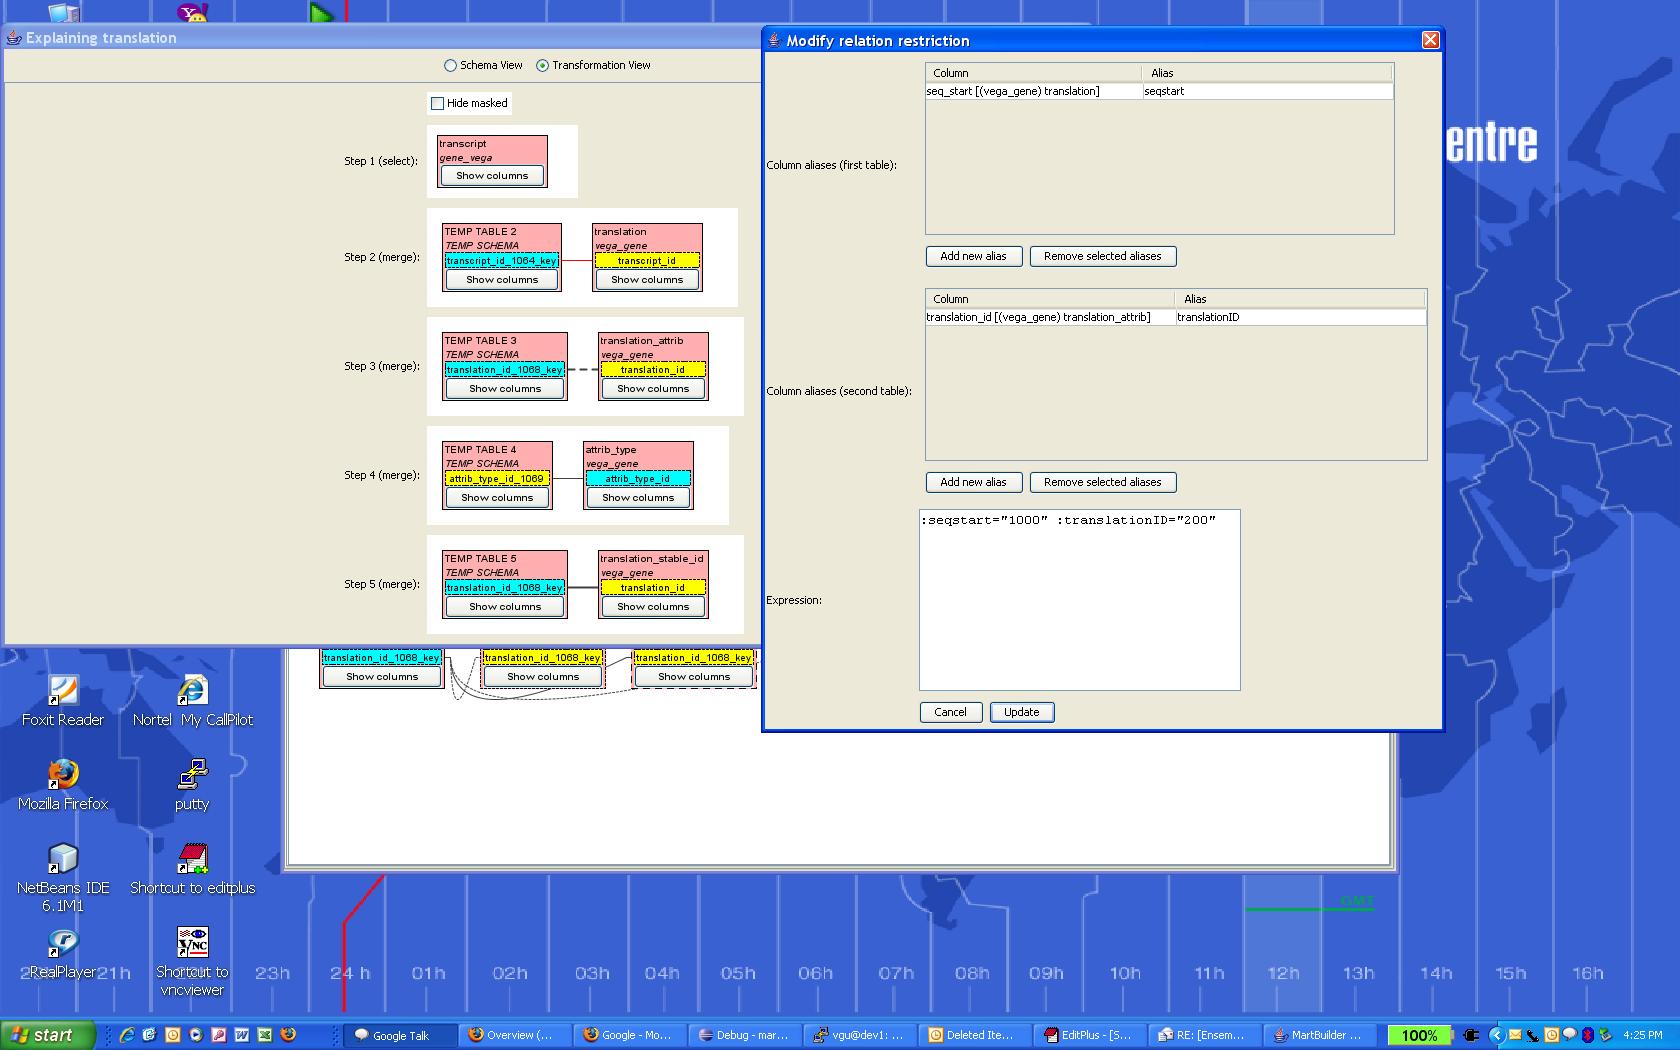 Explaining translation
Schema View
Transformation View
Hide masked
Step 1 (select):
transcript
gene_vega
Show columns
Step 2 (merge):
TEMP TABLE 2
TEMP SCHEMA
transcript_id_1064_key
Show columns
translation
vega_gene
transcript_id
Show columns
Step 3 (merge):
TEMP TABLE 3
TEMP SCHEMA
translation_id_1068_key
Show columns
translation_attrib
vega_gene
translation_id
Show columns
Step 4 (merge):
TEMP TABLE 4
TEMP SCHEMA
attrib_type_id_1069
Show columns
attrib_type
vega_gene
attrib_type_id
Show columns
Step 5 (merge):
TEMP TABLE 5
TEMP SCHEMA
translation_id_1068_key
Show columns
translation_stable_id
vega_gene
translation_id
Show columns
translation_id_1068_key
Show columns
translation_id_1068_key
Show columns
translation_id_1068_key
Show columns
Modify relation restriction
Column aliases (first table):
Column Alias
seq_start [(vega_gene) translation] seqstart
Add new alias
Remove selected aliases
Column aliases (second table):
Column Alias
translation_id [(vega_gene) translation_attrib] translationID
Add new alias
Remove selected aliases
Expression:
:seqstart="1000" :translationID="200"
Cancel
Update
entre
Foxit Reader
Nortel My CallPilot
Mozilla Firefox
putty
NetBeans IDE
6.1M1
Shortcut to editplus
RealPlayer
Shortcut to
vncviewer
GMT
21h 23h 24 h 01h 02h 03h 04h 05h 06h 07h 08h 09h 10h 11h 12h 13h 14h 15h 16h
start
Google Talk
Overview (...
Google - Mo...
Debug - mar...
vgu@dev1: ...
Deleted Ite...
EditPlus - [S...
RE: [Ensem...
MartBuilder ...
100%
4:25 PM